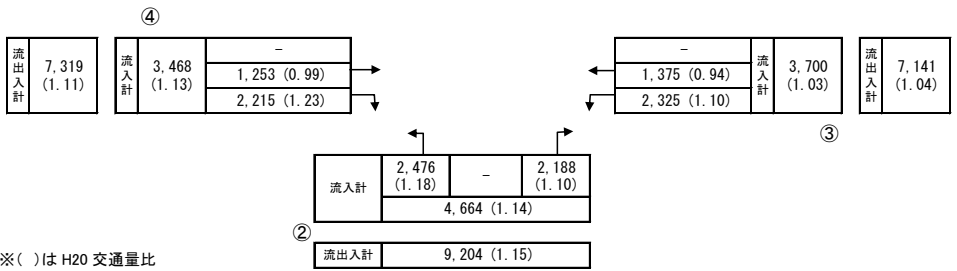 ④
流出入計 7,319 (1.11) 流入計 3,468 (1.13) －
1,253 (0.99)
2,215 (1.23)
－ 流入計 3,700 (1.03) 流出入計 7,141 (1.04)
1,375 (0.94)
2,325 (1.10)
③
流入計 2,476 (1.18) － 2,188 (1.10)
4,664 (1.14)
②
流出入計 9,204 (1.15)
※( )は H20 交通量比